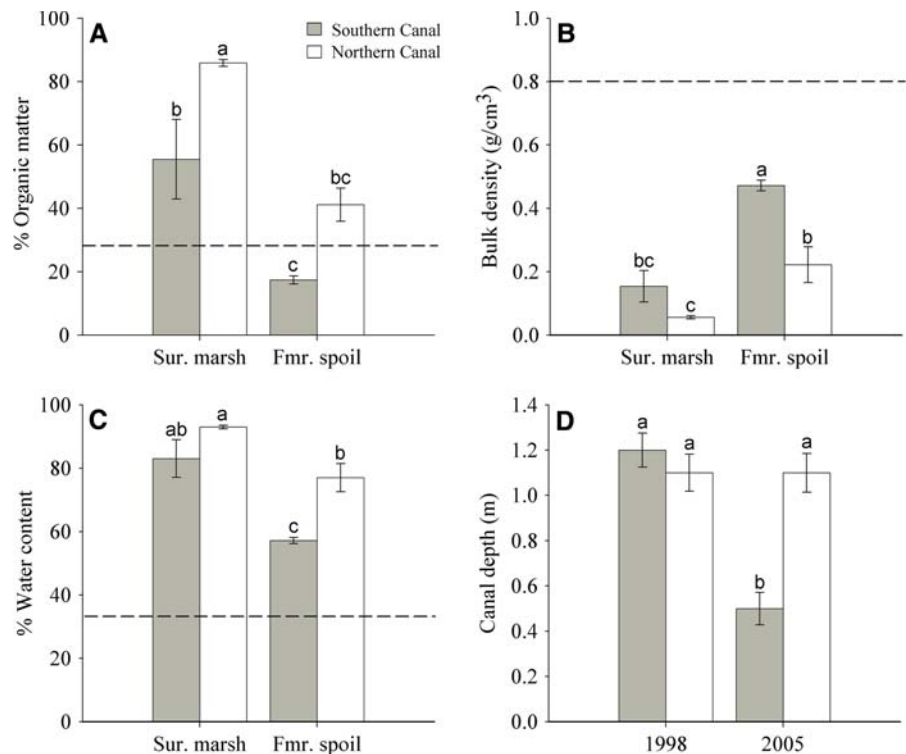 A
Southern Canal
Northern Canal
% Organic matter
100
80
60
40
20
0
b
a
c
bc
Sur. marsh
Fmr. spoil
B
Bulk density (g/cm³)
1.0
0.8
0.6
0.4
0.2
0.0
bc
c
a
b
Sur. marsh
Fmr. spoil
C
% Water content
100
80
60
40
20
0
ab
a
c
b
Sur. marsh
Fmr. spoil
D
Canal depth (m)
1.4
1.2
1.0
0.8
0.6
0.4
0.2
0.0
a
a
b
a
1998
2005